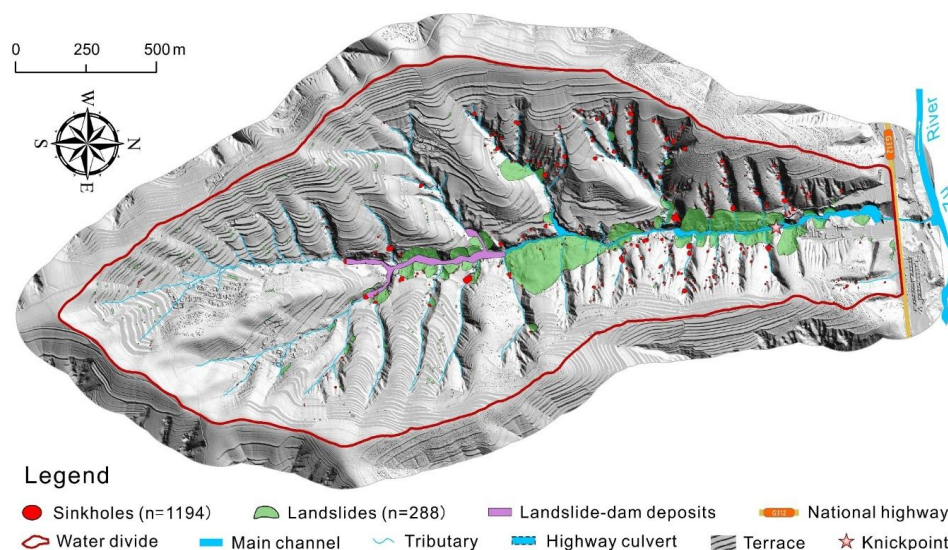 0 250 500 m
W
S N
E
G312
River
Legend
Sinkholes (n=1194) Landslides (n=288) Landslide-dam deposits G312 National highway
Water divide Main channel Tributary Highway culvert Terrace Knickpoint